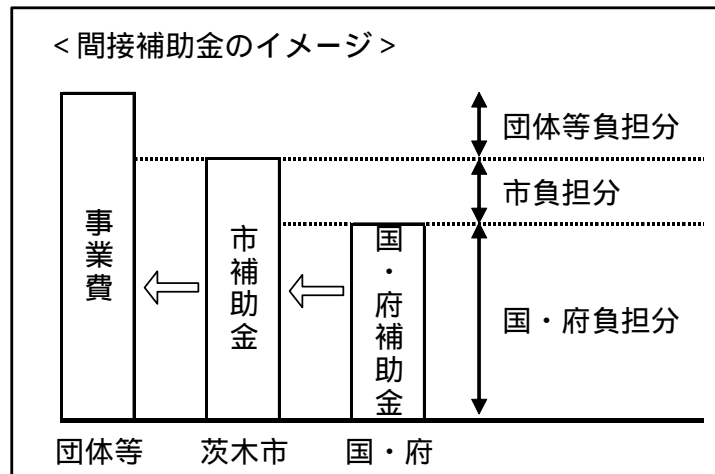 <間接補助金のイメージ>
団体等負担分
市負担分
国・府負担分
事業費
市補助金
国・府補助金
団体等
茨木市
国・府